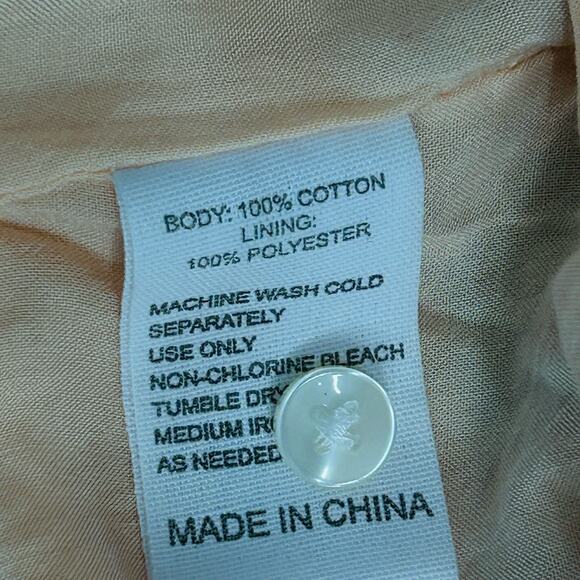 BODY: 100% COTTON
LINING:
100% POLYESTER
MACHINE WASH COLD
SEPARATELY
USE ONLY
NON-CHLORINE BLEACH
TUMBLE DRY
MEDIUM
AS NEEDED
MADE IN CHINA